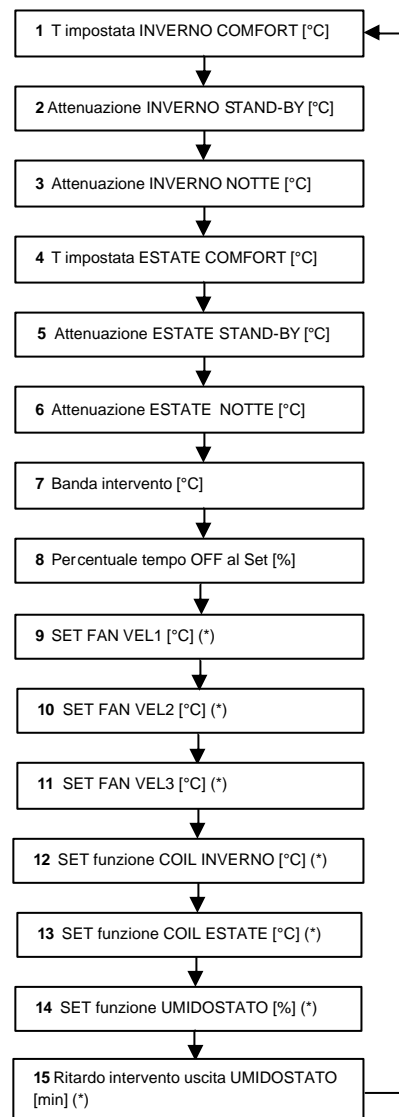 1 T impostata INVERNO COMFORT [°C]
2 Attenuazione INVERNO STAND-BY [°C]
3 Attenuazione INVERNO NOTTE [°C]
4 T impostata ESTATE COMFORT [°C]
5 Attenuazione ESTATE STAND-BY [°C]
6 Attenuazione ESTATE NOTTE [°C]
7 Banda intervento [°C]
8 Percentuale tempo OFF al Set [%]
9 SET FAN VEL1 [°C] (*)
10 SET FAN VEL2 [°C] (*)
11 SET FAN VEL3 [°C] (*)
12 SET funzione COIL INVERNO [°C] (*)
13 SET funzione COIL ESTATE [°C] (*)
14 SET funzione UMIDOSTATO [%] (*)
15 Ritardo intervento uscita UMIDOSTATO
[min] (*)